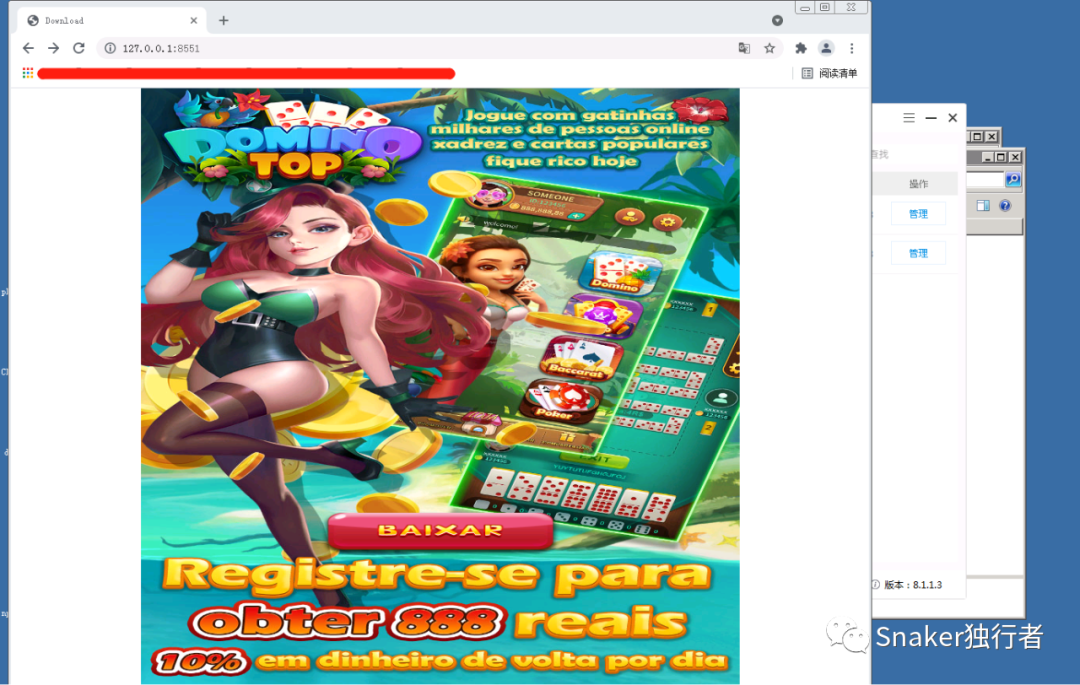 Download
127.0.0.1:8551
阅读清单
DOMINO
TOP
Jogue com gatinhas
milhares de pessoas online
xadrez e cartas populares
fique rico hoje
SOMEONE
welcome!
Domino
Baccarat
Poker
BAIXAR
Registre-se para
obter 888 reais
10% em dinheiro de volta por dia
查找
操作
管理
管理
版本：8.1.1.3
Snaker独行者